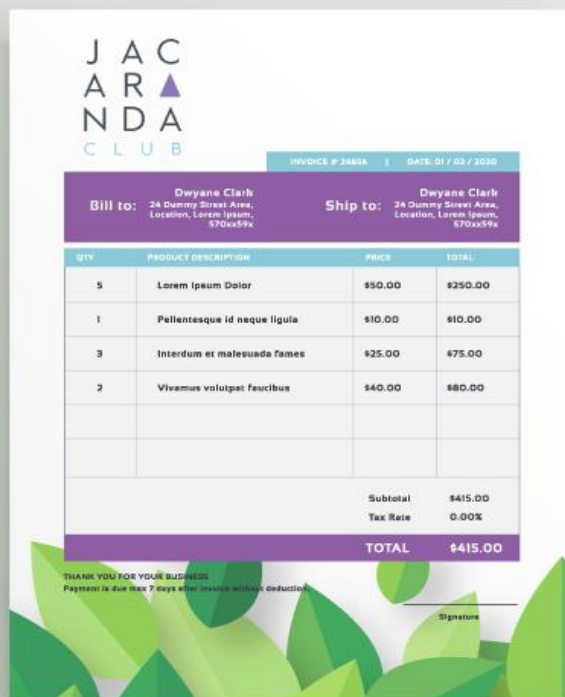 JAC
ARA
NDA
CLUB
INVOICE # 24856 | DATE: 01 / 02 / 2020
Bill to: Dwyane Clark
24 Dummy Street Area,
Location, Lorem Ipsum,
570xx59x
Ship to: Dwyane Clark
24 Dummy Street Area,
Location, Lorem Ipsum,
570xx59x
QTY PRODUCT DESCRIPTION PRICE TOTAL
5 Lorem Ipsum Dolor $50.00 $250.00
1 Pellentesque id neque ligula $10.00 $10.00
3 Interdum et malesuada fames $25.00 $75.00
2 Vivamus volutpat faucibus $40.00 $80.00
Subtotal $415.00
Tax Rate 0.00%
TOTAL $415.00
THANK YOU FOR YOUR BUSINESS
Payment is due max 7 days after invoice without deduction.
Signature